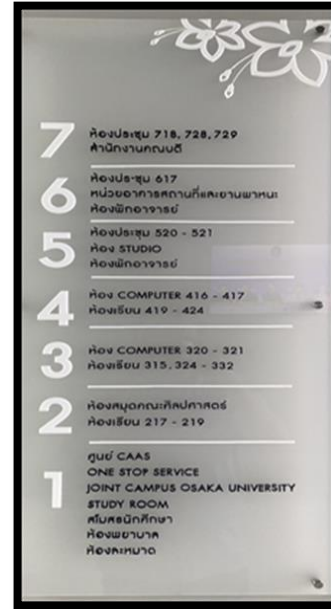 7
ห้องประชุม 718, 728, 729
สำนักงานคณบดี
6
ห้องประชุม 617
หน่วยอาคารสถานที่และยานพาหนะ
ห้องพักอาจารย์
5
ห้องประชุม 520 - 521
ห้อง STUDIO
ห้องพักอาจารย์
4
ห้อง COMPUTER 416 - 417
ห้องเรียน 419 - 424
3
ห้อง COMPUTER 320 - 321
ห้องเรียน 315, 324 - 332
2
ห้องสมุดคณะศิลปศาสตร์
ห้องเรียน 217 - 219
1
ศูนย์ CAAS
ONE STOP SERVICE
JOINT CAMPUS OSAKA UNIVERSITY
STUDY ROOM
สโมสรนักศึกษา
ห้องพยาบาล
ห้องละหมาด